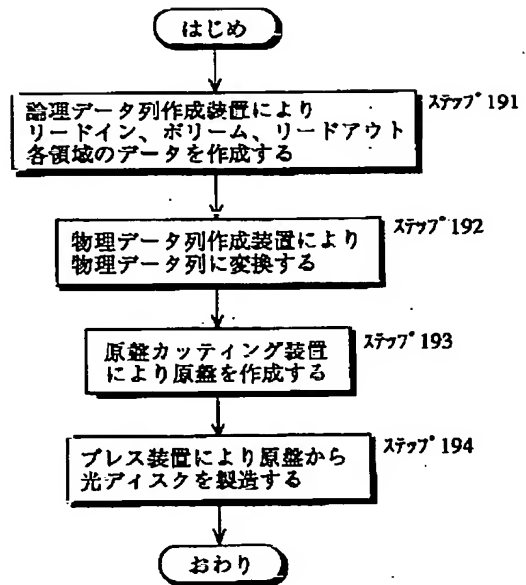 はじめ
論理データ列作成装置により
リードイン、ボリーム、リードアウト
各領域のデータを作成する
ステップ191
物理データ列作成装置により
物理データ列に変換する
ステップ192
原盤カッティング装置
により原盤を作成する
ステップ193
プレス装置により原盤から
光ディスクを製造する
ステップ194
おわり